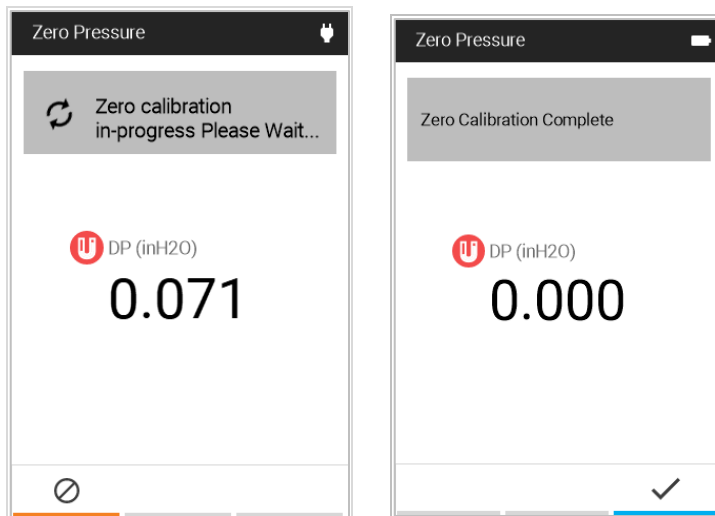 Zero Pressure
Zero calibration
in-progress Please Wait...
DP (inH2O)
0.071
Zero Pressure
Zero Calibration Complete
DP (inH2O)
0.000